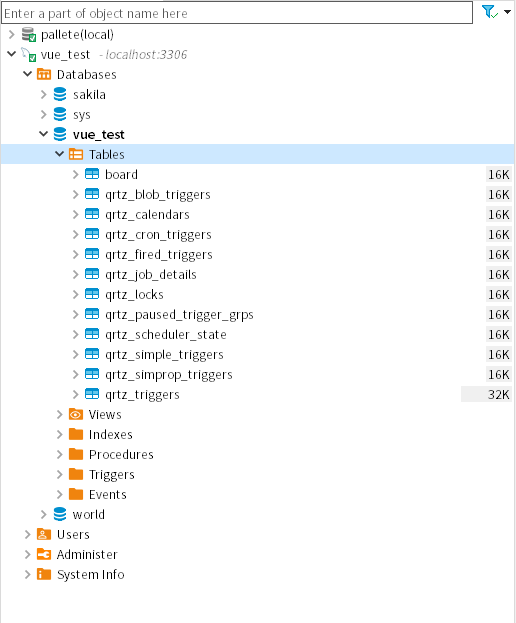 Enter a part of object name here
pallete(local)
vue_test - localhost:3306
Databases
sakila
sys
vue_test
Tables
board 16K
qrtz_blob_triggers 16K
qrtz_calendars 16K
qrtz_cron_triggers 16K
qrtz_fired_triggers 16K
qrtz_job_details 16K
qrtz_locks 16K
qrtz_paused_trigger_grps 16K
qrtz_scheduler_state 16K
qrtz_simple_triggers 16K
qrtz_simprop_triggers 16K
qrtz_triggers 32K
Views
Indexes
Procedures
Triggers
Events
world
Users
Administer
System Info